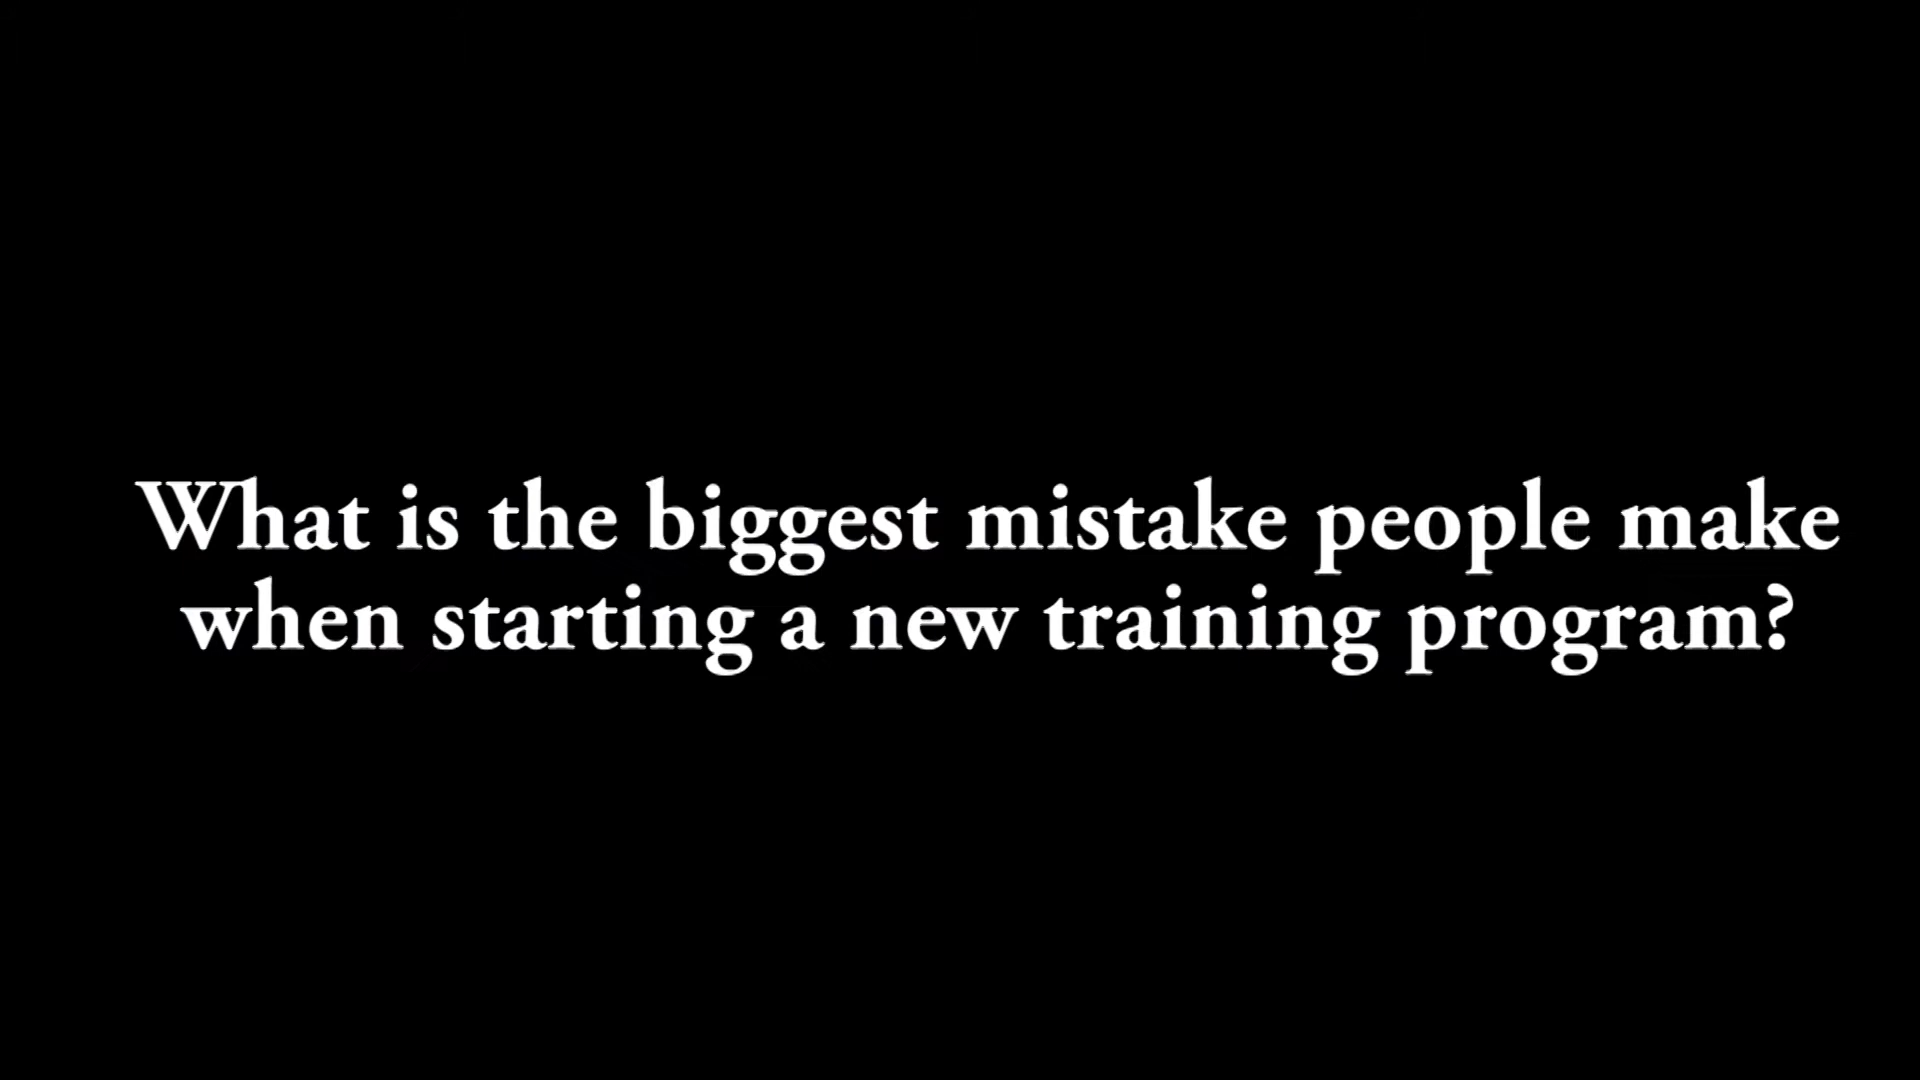 What is the biggest mistake people make
when starting a new training program?